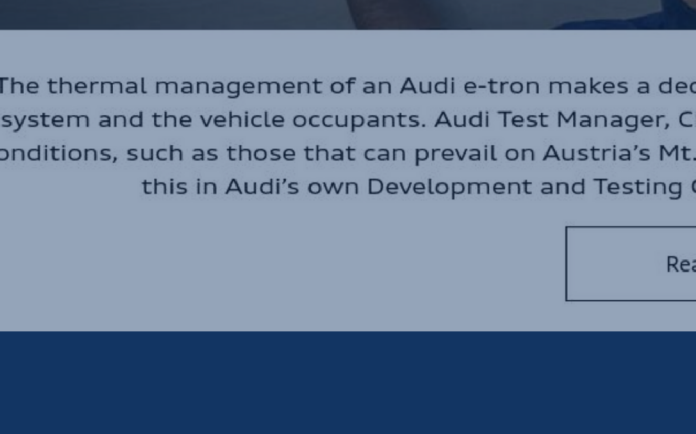 The thermal management of an Audi e-tron makes a dec
system and the vehicle occupants. Audi Test Manager, C
onditions, such as those that can prevail on Austria's Mt.
this in Audi's own Development and Testing
Rea